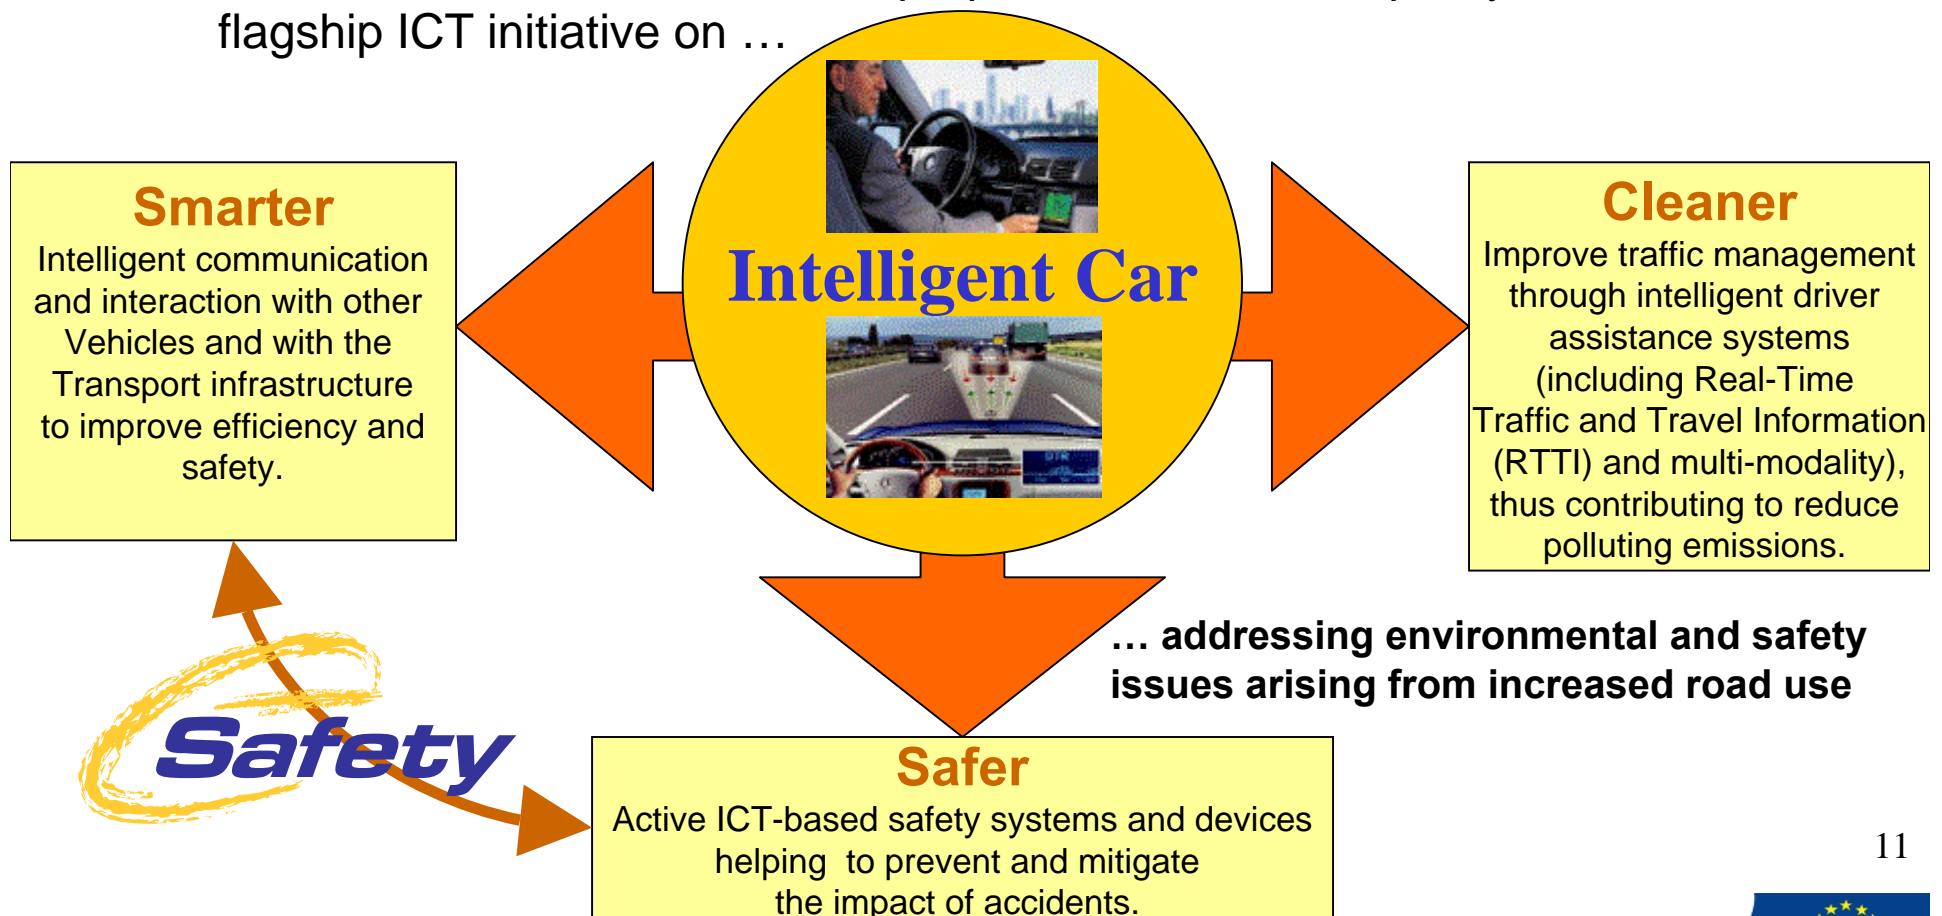 flagship ICT initiative on …
Intelligent Car
Smarter
Intelligent communication
and interaction with other
Vehicles and with the
Transport infrastructure
to improve efficiency and
safety.
Cleaner
Improve traffic management
through intelligent driver
assistance systems
(including Real-Time
Traffic and Travel Information
(RTTI) and multi-modality),
thus contributing to reduce
polluting emissions.
… addressing environmental and safety
issues arising from increased road use
Safety
Safer
Active ICT-based safety systems and devices
helping to prevent and mitigate
the impact of accidents.
11